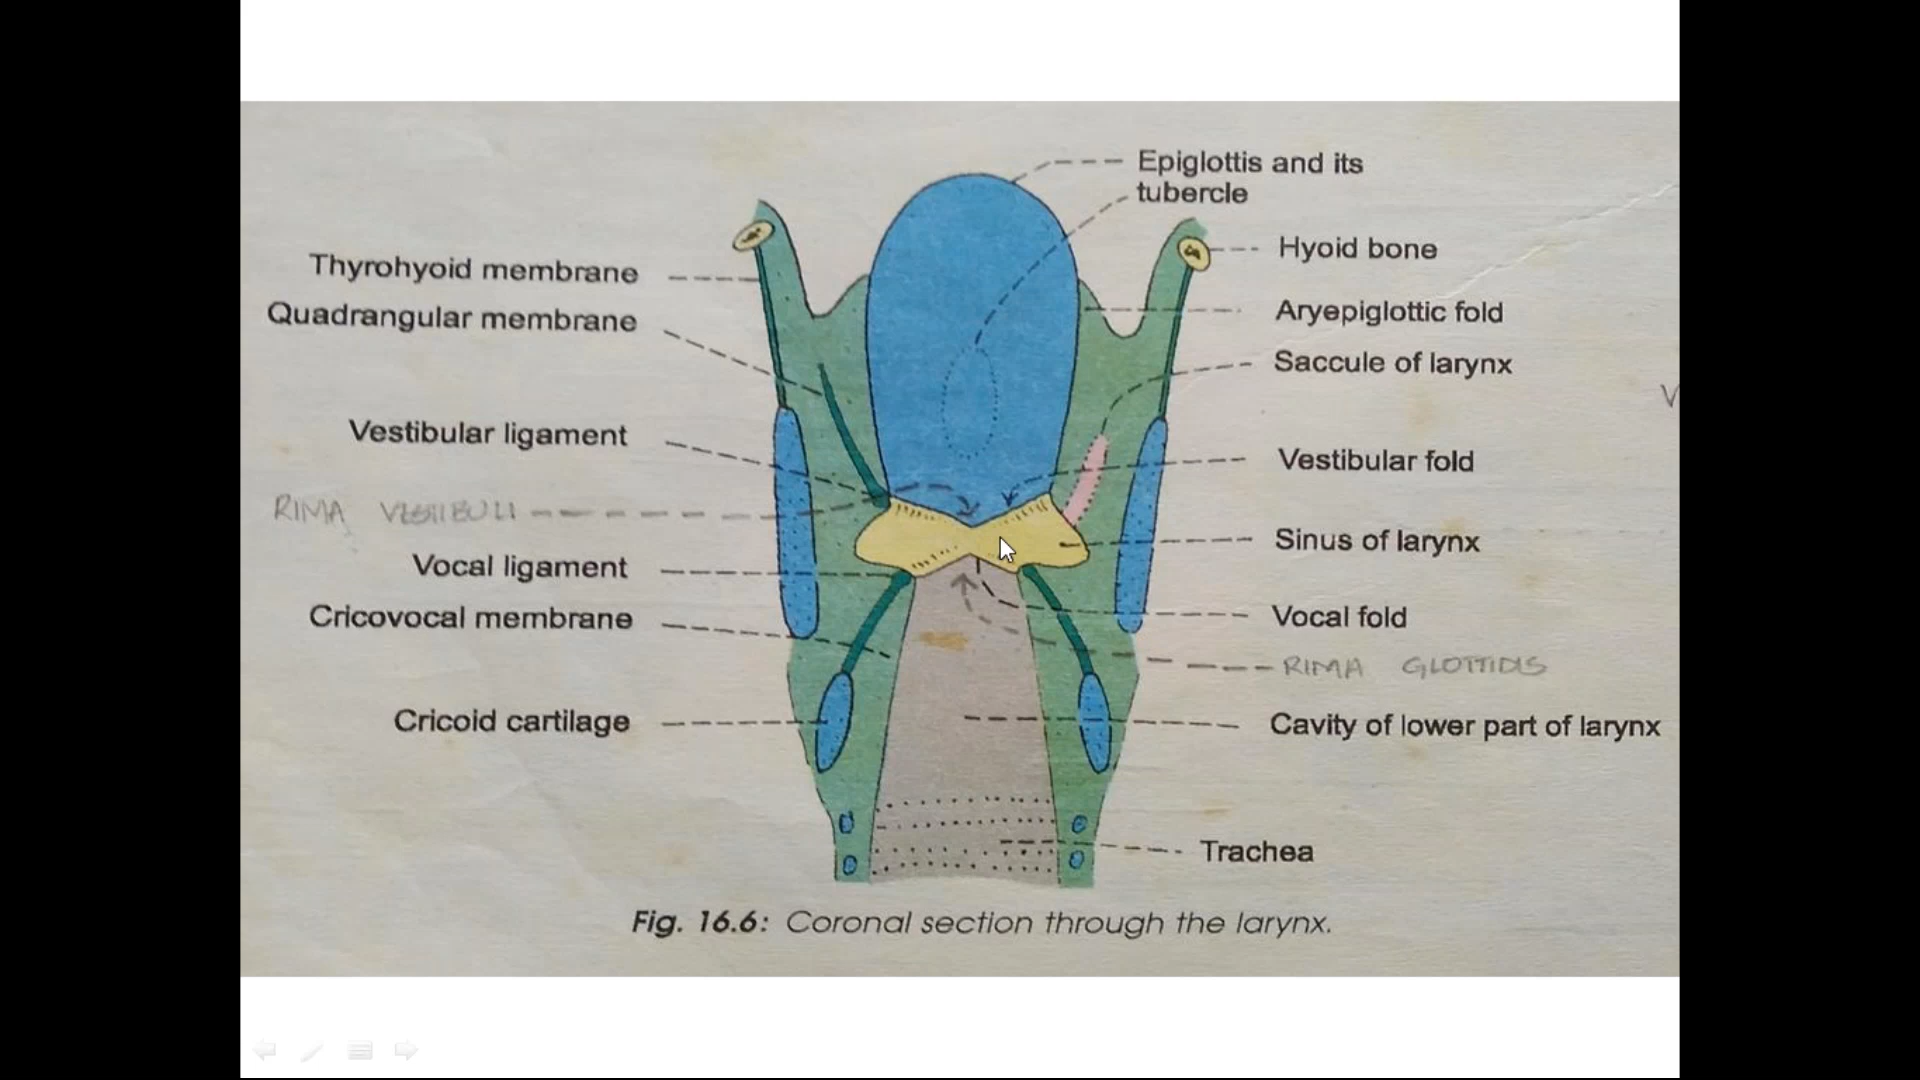 Epiglottis and its
tubercle
Thyrohyoid membrane
Hyoid bone
Quadrangular membrane
Aryepiglottic fold
Saccule of larynx
Vestibular ligament
Vestibular fold
RIMA VESTIBULI
Sinus of larynx
Vocal ligament
Cricovocal membrane
Vocal fold
RIMA GLOTTIDIS
Cricoid cartilage
Cavity of lower part of larynx
Trachea
Fig. 16.6: Coronal section through the larynx.